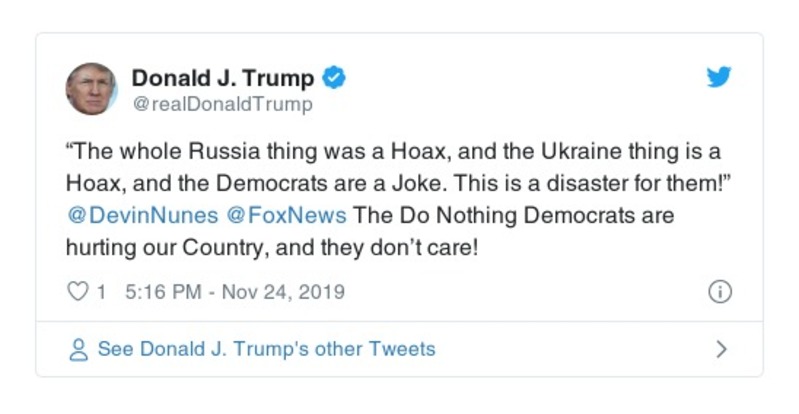 Donald J. Trump
@realDonaldTrump
“The whole Russia thing was a Hoax, and the Ukraine thing is a
Hoax, and the Democrats are a Joke. This is a disaster for them!”
@DevinNunes @FoxNews The Do Nothing Democrats are
hurting our Country, and they don’t care!
1 5:16 PM - Nov 24, 2019
See Donald J. Trump's other Tweets